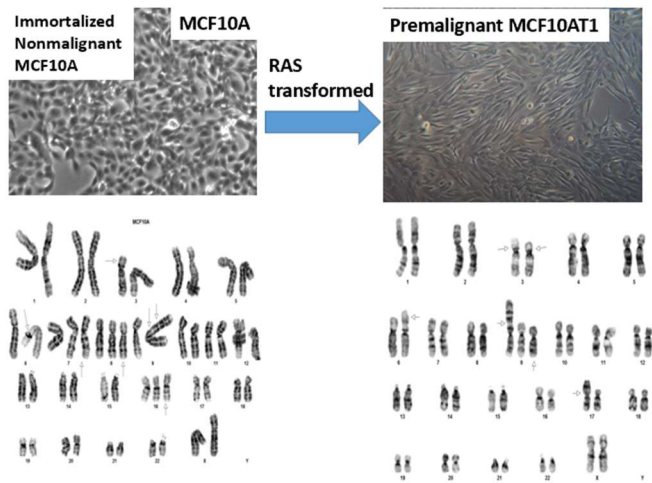 Immortalized
Nonmalignant
MCF10A
MCF10A
RAS
transformed
Premalignant MCF10AT1
MCF10A
1 2 3 4 5
6 7 8 9 10 11 12
13 14 15 16 17 18
19 20 21 22 X Y
1 2 3 4 5
6 7 8 9 10 11 12
13 14 15 16 17 18
19 20 21 22 X Y